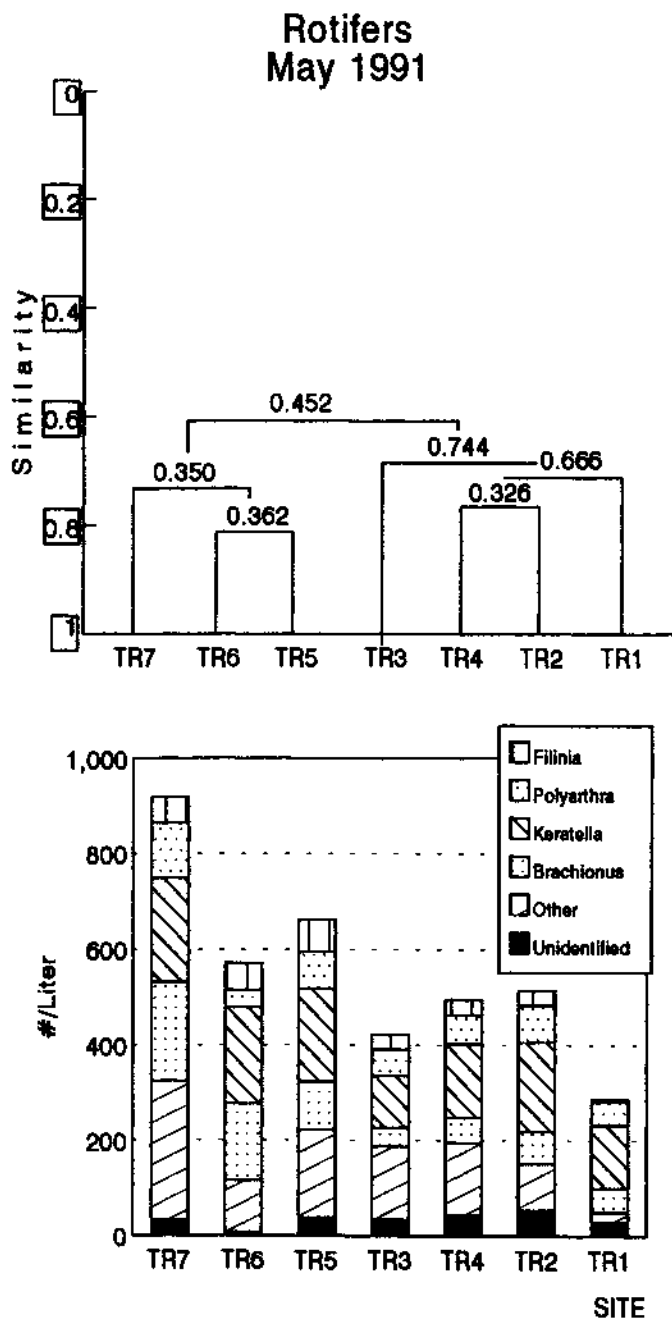 Rotifers
May 1991
0
0.2
0.4
0.6
0.8
1
Similarity
0.452
0.744
0.350
0.666
0.362
0.326
TR7 TR6 TR5 TR3 TR4 TR2 TR1
1,000
800
600
400
200
0
#/Liter
Filinia
Polyarthra
Keratella
Brachionus
Other
Unidentified
TR7 TR6 TR5 TR3 TR4 TR2 TR1
SITE